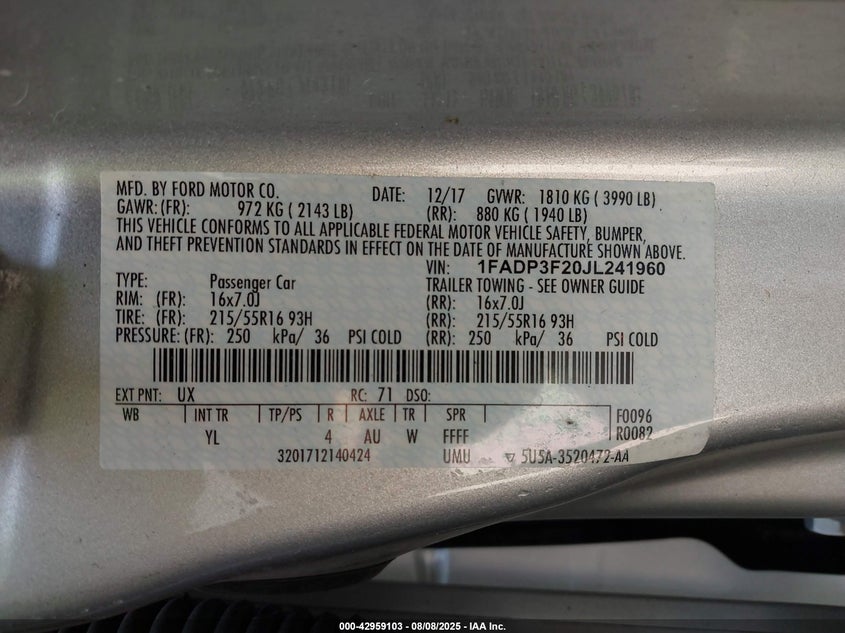 MFD. BY FORD MOTOR CO. DATE: 12/17 GVWR: 1810 KG ( 3990 LB)
GAWR: (FR): 972 KG ( 2143 LB) (RR): 880 KG ( 1940 LB)
THIS VEHICLE CONFORMS TO ALL APPLICABLE FEDERAL MOTOR VEHICLE SAFETY, BUMPER,
AND THEFT PREVENTION STANDARDS IN EFFECT ON THE DATE OF MANUFACTURE SHOWN ABOVE.
VIN: 1FADP3F20JL241960
TYPE: Passenger Car TRAILER TOWING - SEE OWNER GUIDE
RIM: (FR): 16x7.0J (RR): 16x7.0J
TIRE: (FR): 215/55R16 93H (RR): 215/55R16 93H
PRESSURE: (FR): 250 kPa/ 36 PSI COLD (RR): 250 kPa/ 36 PSI COLD
EXT PNT: UX RC: 71 DSO:
WB INT TR TP/PS R AXLE TR SPR F0096
YL 4 AU W FFFF R0082
3201712140424 UMU 5U5A-3520472-AA
000-42959103 - 08/08/2025 - IAA Inc.